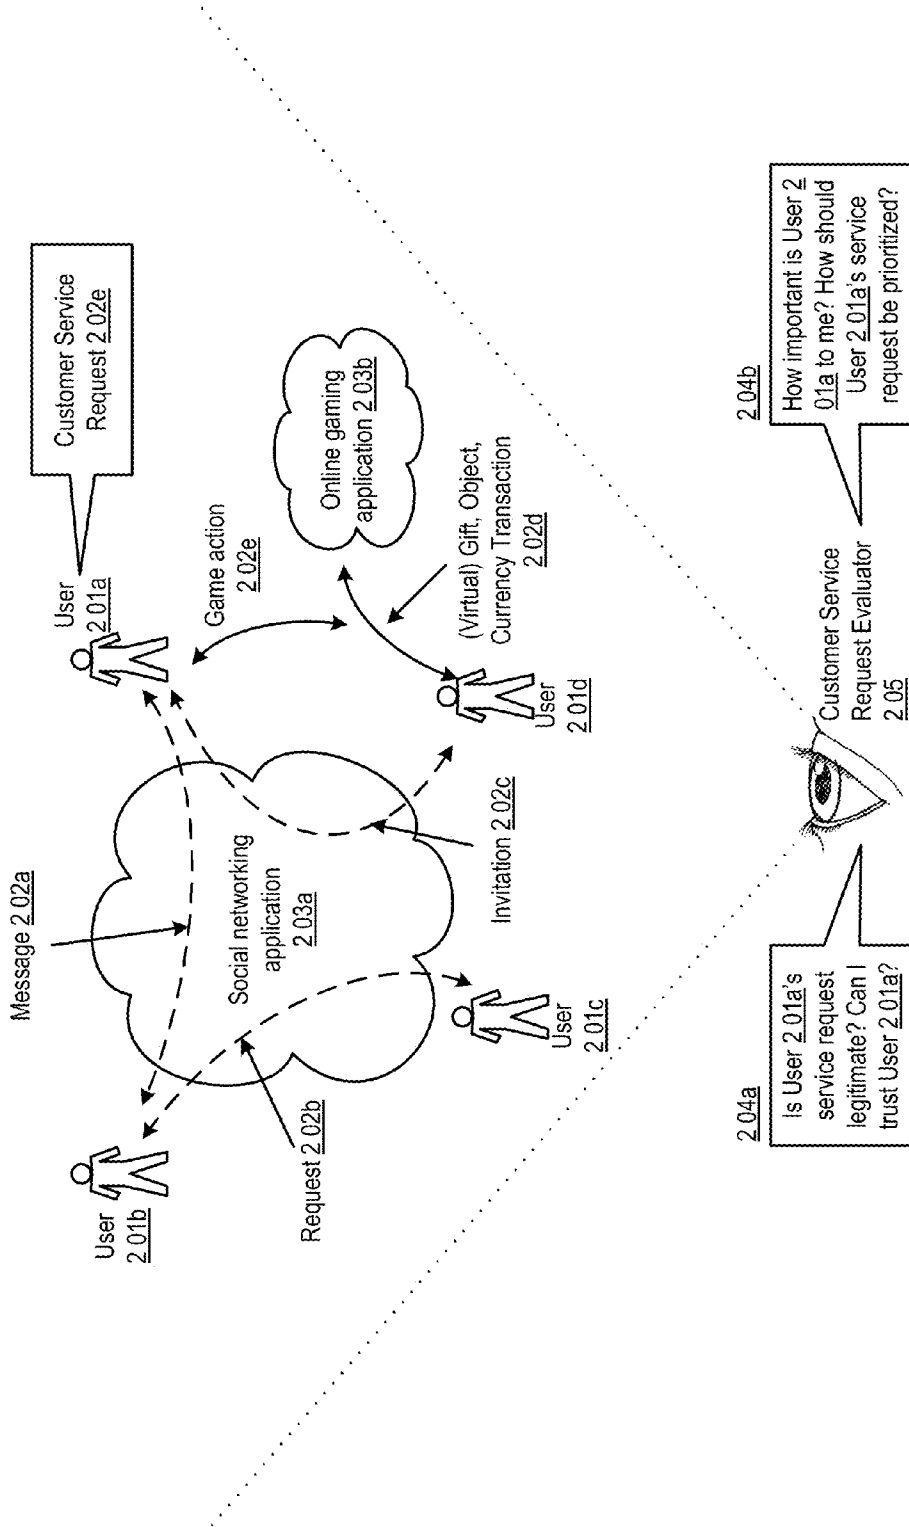 Message 2 02a
User
2 01a
Customer Service
Request 2 02e
User
2 01b
Social networking
application
2 03a
Game action
2 02e
Online gaming
application 2 03b
Request 2 02b
Invitation 2 02c
(Virtual) Gift, Object,
Currency Transaction
2 02d
User
2 01c
User
2 01d
2 04a
Is User 2 01a's
service request
legitimate? Can I
trust User 2 01a?
Customer Service
Request Evaluator
2 05
2 04b
How important is User 2
01a to me? How should
User 2 01a's service
request be prioritized?